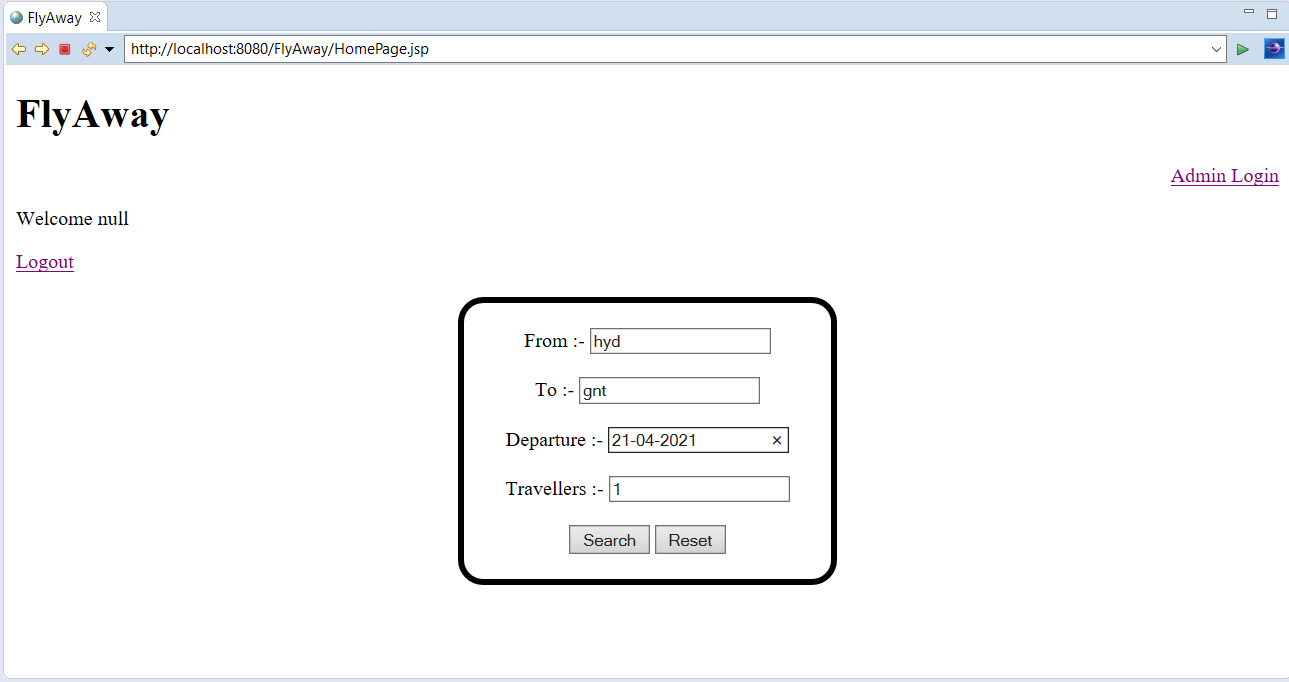 FlyAway
http://localhost:8080/FlyAway/HomePage.jsp
FlyAway
Admin Login
Welcome null
Logout
From :- hyd
To :- gnt
Departure :- 21-04-2021 ×
Travellers :- 1
Search Reset